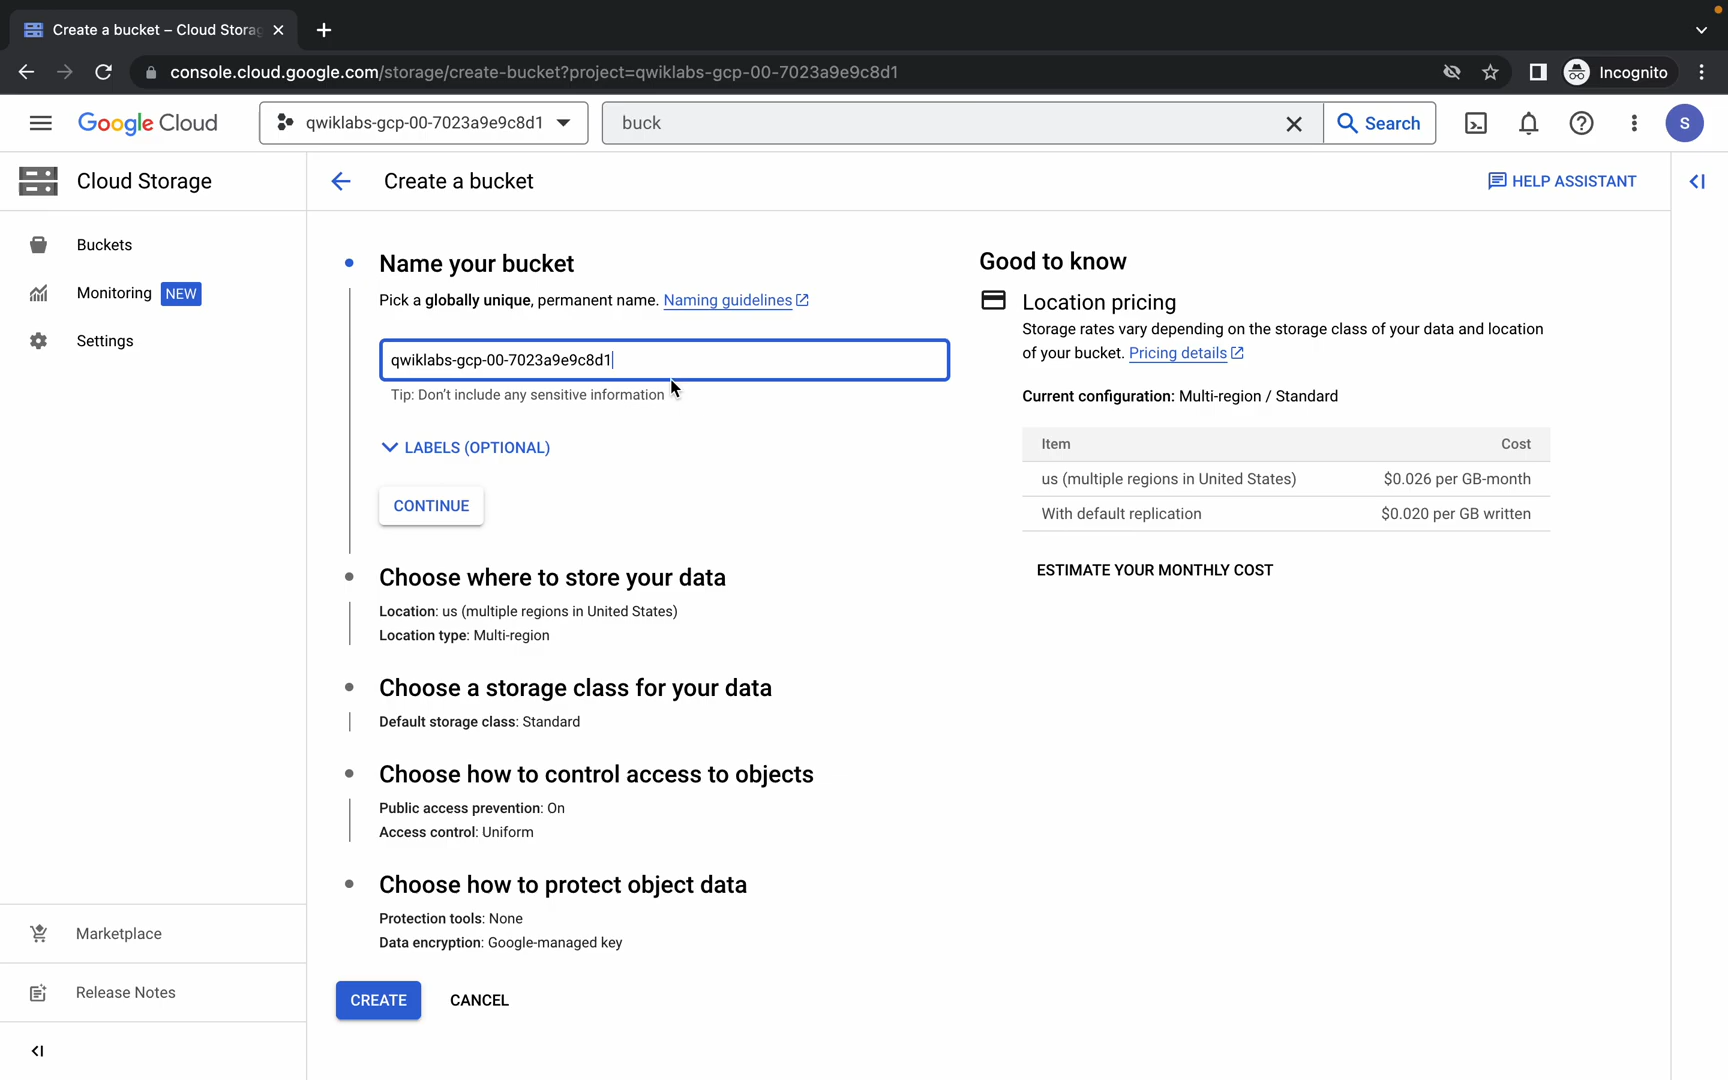 Create a bucket – Cloud Storag
console.cloud.google.com/storage/create-bucket?project=qwiklabs-gcp-00-7023a9e9c8d1
Incognito
Google Cloud
qwiklabs-gcp-00-7023a9e9c8d1
buck
Search
S
Cloud Storage
Create a bucket
HELP ASSISTANT
Buckets
Monitoring NEW
Settings
Name your bucket
Pick a globally unique, permanent name. Naming guidelines
qwiklabs-gcp-00-7023a9e9c8d1
Tip: Don't include any sensitive information
LABELS (OPTIONAL)
CONTINUE
Choose where to store your data
Location: us (multiple regions in United States)
Location type: Multi-region
Choose a storage class for your data
Default storage class: Standard
Choose how to control access to objects
Public access prevention: On
Access control: Uniform
Choose how to protect object data
Protection tools: None
Data encryption: Google-managed key
CREATE
CANCEL
Good to know
Location pricing
Storage rates vary depending on the storage class of your data and location
of your bucket. Pricing details
Current configuration: Multi-region / Standard
Item Cost
us (multiple regions in United States) $0.026 per GB-month
With default replication $0.020 per GB written
ESTIMATE YOUR MONTHLY COST
Marketplace
Release Notes